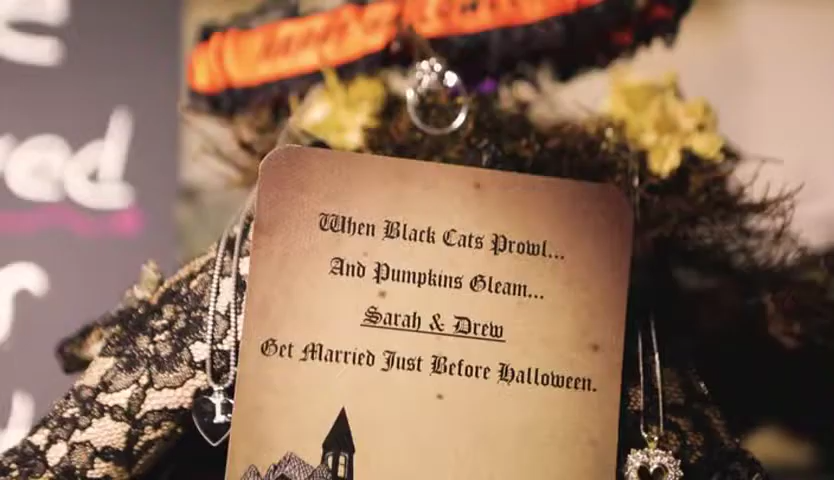 When Black Cats Prowl...
And Pumpkins Gleam...
Sarah & Drew
Get Married Just Before Halloween.